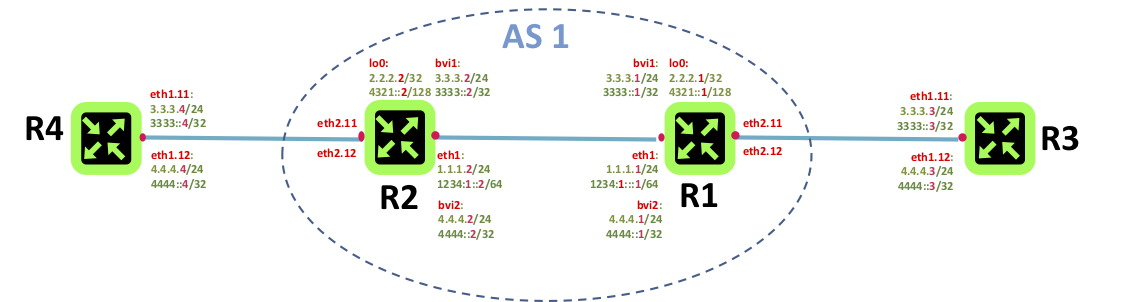 AS 1
lo0:
2.2.2.2/32
4321::2/128
bvi1:
3.3.3.2/24
3333::2/32
bvi1:
3.3.3.1/24
3333::1/32
lo0:
2.2.2.1/32
4321::1/128
R4
eth1.11:
3.3.3.4/24
3333::4/32
eth1.12:
4.4.4.4/24
4444::4/32
eth2.11
eth2.12
R2
eth1:
1.1.1.2/24
1234:1::2/64
bvi2:
4.4.4.2/24
4444::2/32
eth1:
1.1.1.1/24
1234:1:::1/64
bvi2:
4.4.4.1/24
4444::1/32
R1
eth2.11
eth2.12
eth1.11:
3.3.3.3/24
3333::3/32
eth1.12:
4.4.4.3/24
4444::3/32
R3